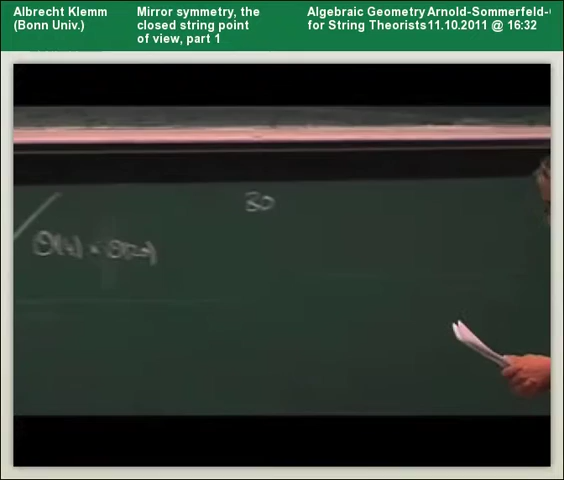 Albrecht Klemm
(Bonn Univ.)
Mirror symmetry, the
closed string point
of view, part 1
Algebraic Geometry
for String Theorists
Arnold-Sommerfeld-
11.10.2011 @ 16:32